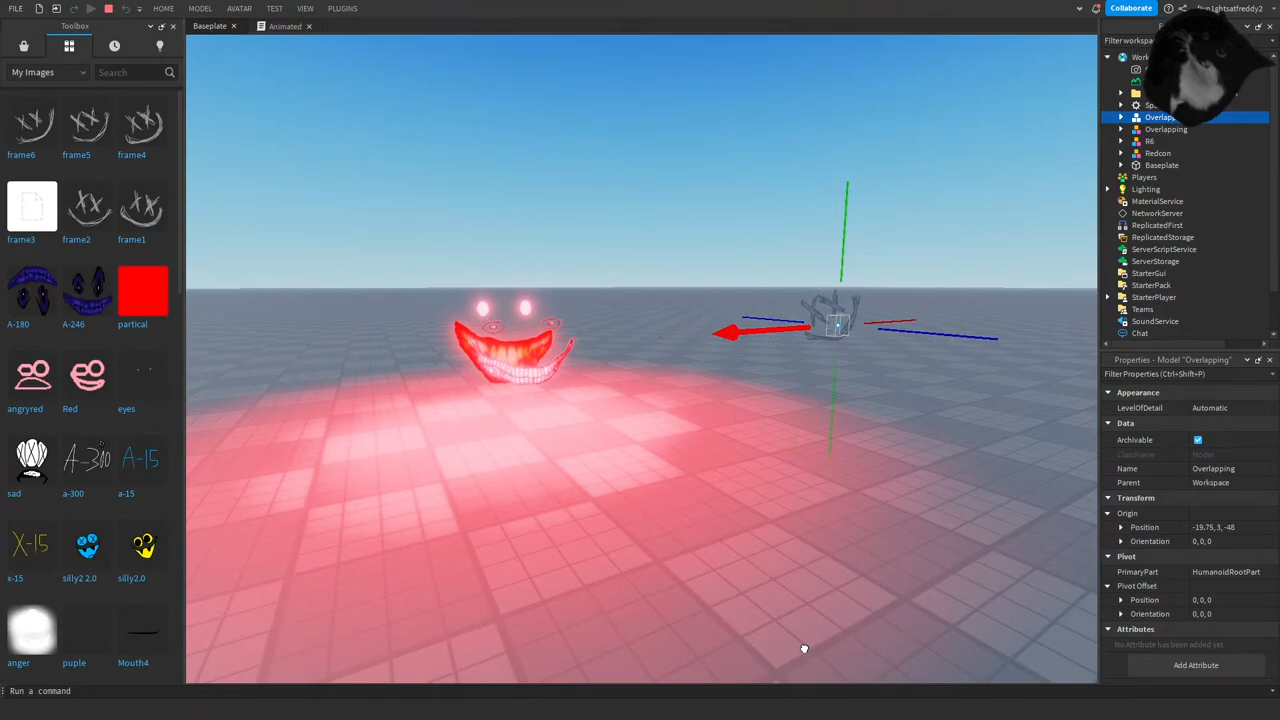 FILE HOME MODEL AVATAR TEST VIEW PLUGINS Collaborate
Toolbox
Baseplate Animated
My Images Search
frame6 frame5 frame4
frame3 frame2 frame1
A-180 A-246 partical
angryred Red eyes
A-300 A-15
sad a-300 a-15
X-15
x-15 silly2 2.0 silly2.0
anger puple Mouth4
Run a command
Overlapping
R6
Redcon
Baseplate
Players
Lighting
MaterialService
NetworkServer
ReplicatedFirst
ReplicatedStorage
ServerScriptService
ServerStorage
StarterGui
StarterPack
StarterPlayer
Teams
SoundService
Chat
Properties - Model "Overlapping"
Filter Properties (Ctrl+Shift+P)
Appearance
LevelOfDetail Automatic
Data
Archivable
ClassName Model
Name Overlapping
Parent Workspace
Transform
Origin
Position -19.75, 3, -48
Orientation 0, 0, 0
Pivot
PrimaryPart HumanoidRootPart
Pivot Offset
Position 0, 0, 0
Orientation 0, 0, 0
Attributes
No Attribute has been added yet
Add Attribute